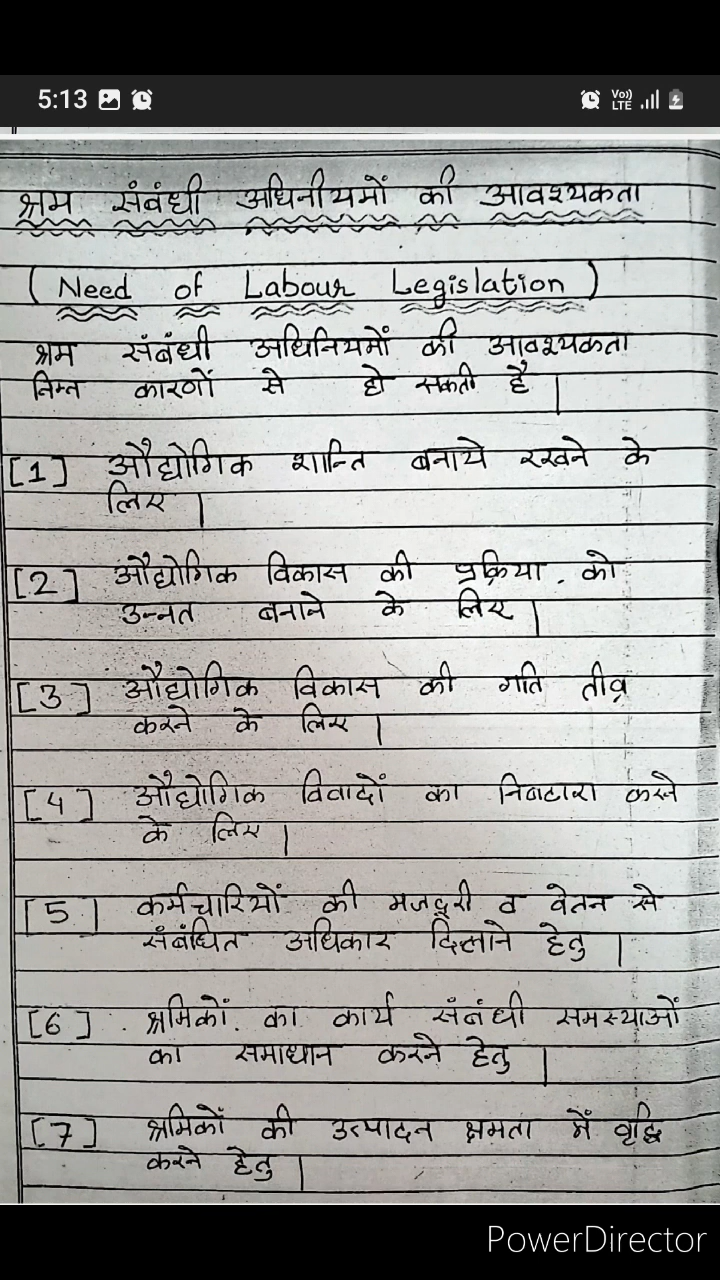 5:13
Vo)) LTE
श्रम संबंधी अधिनीयमों की आवश्यकता
( Need of Labour Legislation )
श्रम संबंधी अधिनियमों की आवश्यकता
निम्न कारणों से हो सकती है |
[1] औद्योगिक शान्ति बनाये रखने के
लिए |
[2] औद्योगिक विकास की प्रक्रिया . को
उन्नत बनाने के लिए |
[3] औद्योगिक विकास की गति तीव्र
करने के लिए |
[4] औद्योगिक विवादों का निबटारा करने
के लिए |
[5] कर्मचारियों की मजदूरी व वेतन से
संबंधित अधिकार दिलाने हेतु |
[6] . श्रमिकों . का कार्य संबंधी समस्याओं
का समाधान करने हेतु |
[7] श्रमिकों की उत्पादन क्षमता में वृद्धि
करने हेतु |
PowerDirector